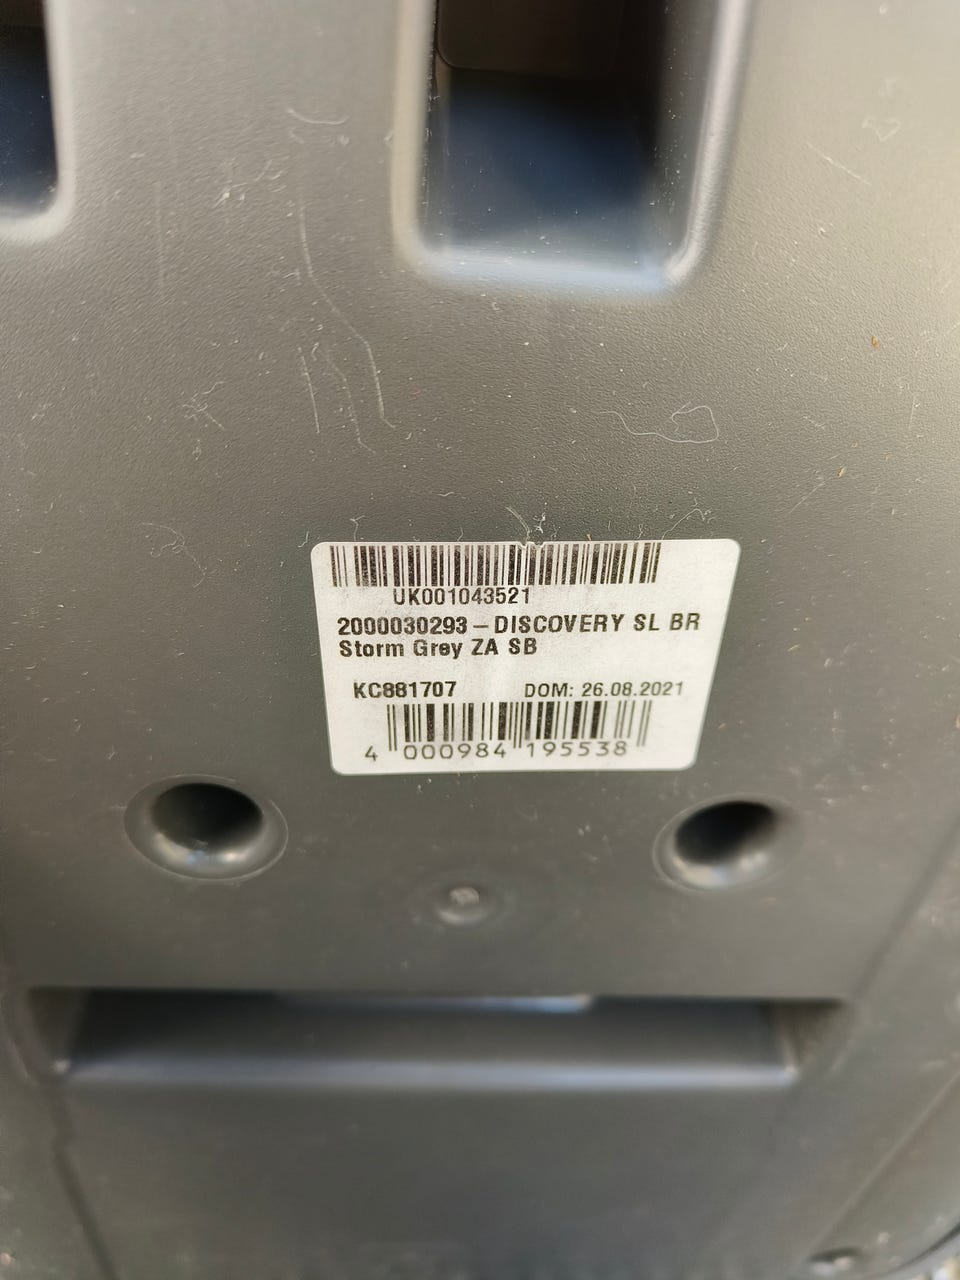 UK001043521
2000030293 – DISCOVERY SL BR
Storm Grey ZA SB
KC881707 DOM: 26.08.2021
4 000984 195538